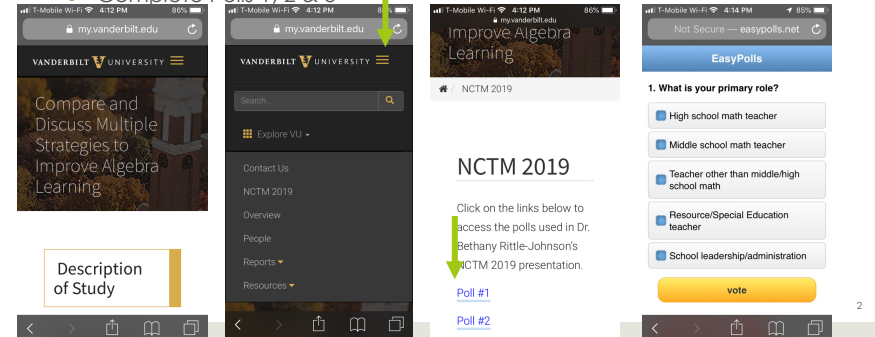 Complete Polls 1, 2 & 3
T-Mobile Wi-Fi 4:12 PM 86%
my.vanderbilt.edu
VANDERBILT V UNIVERSITY
Compare and
Discuss Multiple
Strategies to
Improve Algebra
Learning
Description
of Study
T-Mobile Wi-Fi 4:12 PM 86%
my.vanderbilt.edu
VANDERBILT V UNIVERSITY
Search...
Explore VU
Contact Us
NCTM 2019
Overview
People
Reports
Resources
T-Mobile Wi-Fi 4:12 PM 86%
my.vanderbilt.edu
Improve Algebra
Learning
/ NCTM 2019
NCTM 2019
Click on the links below to
access the polls used in Dr.
Bethany Rittle-Johnson's
NCTM 2019 presentation.
Poll #1
Poll #2
T-Mobile Wi-Fi 4:14 PM 85%
Not Secure — easypolls.net
EasyPolls
1. What is your primary role?
High school math teacher
Middle school math teacher
Teacher other than middle/high
school math
Resource/Special Education
teacher
School leadership/administration
vote
2